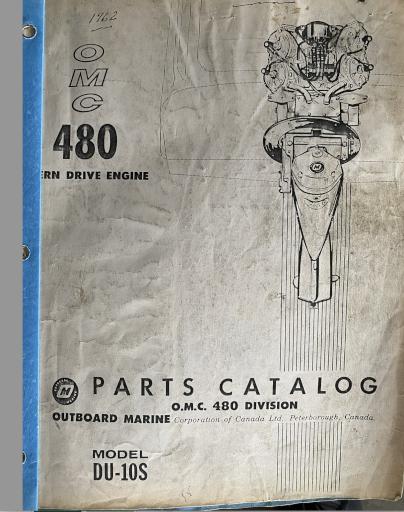 1962
OMC
480
ERN DRIVE ENGINE
M
M
PARTS CATALOG
O.M.C. 480 DIVISION
OUTBOARD MARINE Corporation of Canada Ltd. Peterborough, Canada.
MODEL
DU-10S